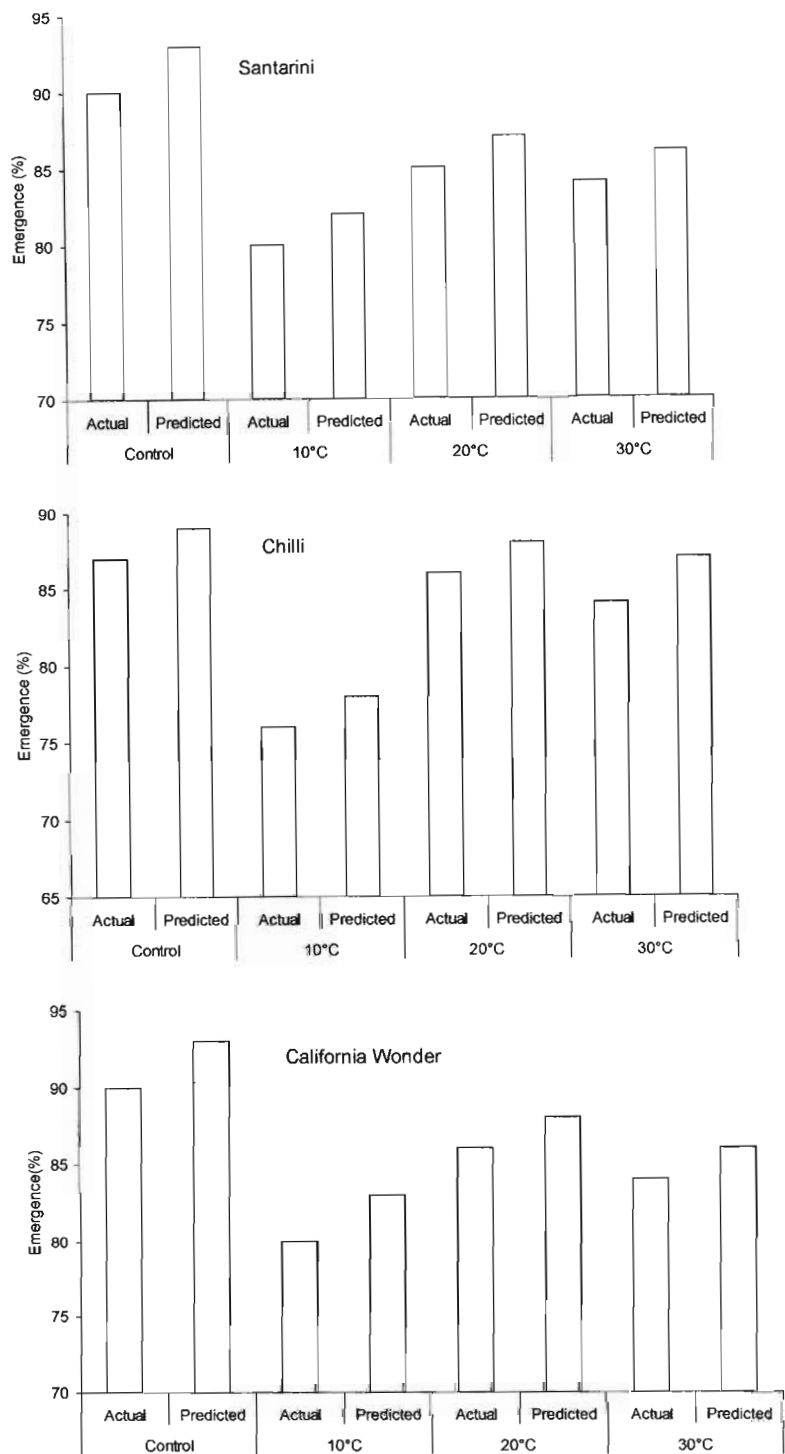 95
Santarini
90
85
80
75
70
Emergence (%)
Actual Predicted Actual Predicted Actual Predicted Actual Predicted
Control 10°C 20°C 30°C
90
Chilli
85
80
75
70
65
Emergence (%)
Actual Predicted Actual Predicted Actual Predicted Actual Predicted
Control 10°C 20°C 30°C
95
California Wonder
90
85
80
75
70
Emergence(%)
Actual Predicted Actual Predicted Actual Predicted Actual Predicted
Control 10°C 20°C 30°C